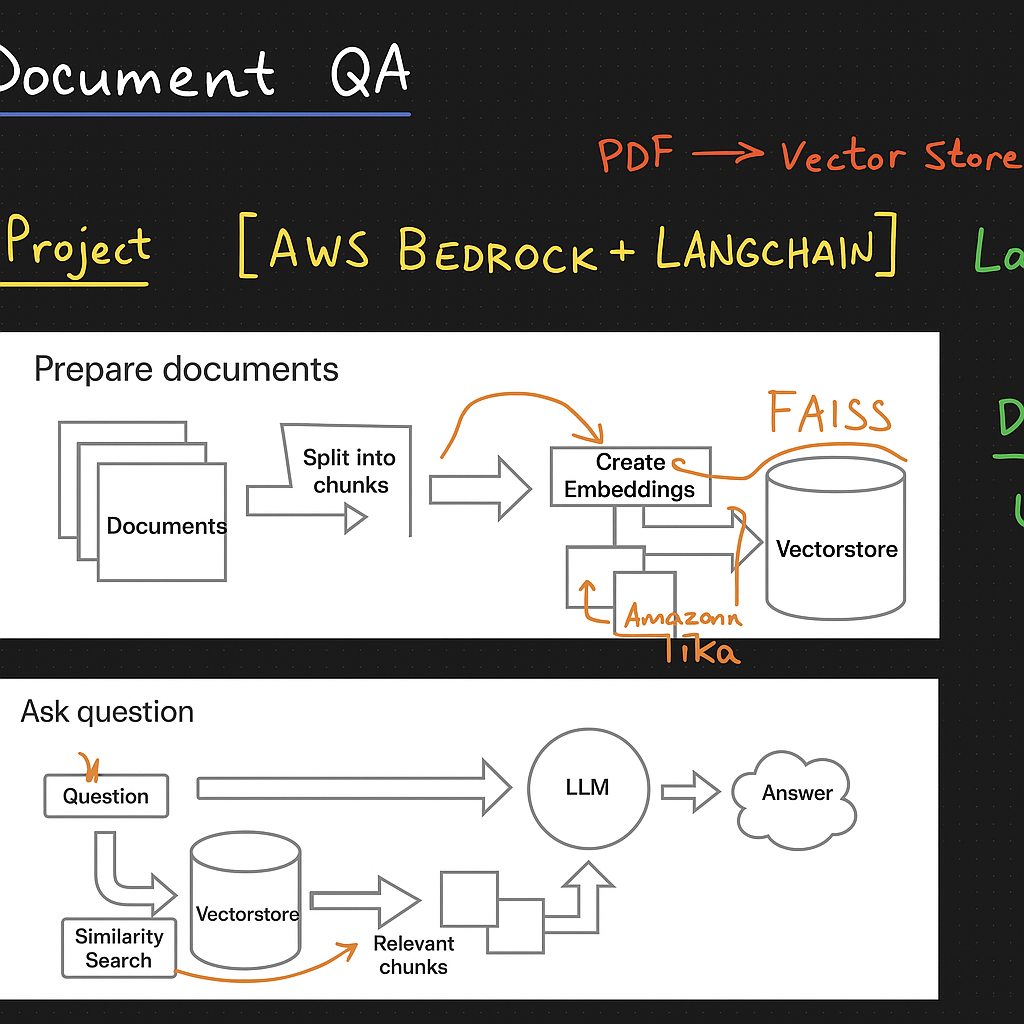 Document QA
PDF → Vector Store
Project [AWS BEDROCK + LANGCHAIN] La
Prepare documents
FAISS
D
Documents
Split into
chunks
Create
Embeddings
Vectorstore
Amazonn
Tika
Ask question
Question
LLM
Answer
Vectorstore
Similarity
Search
Relevant
chunks